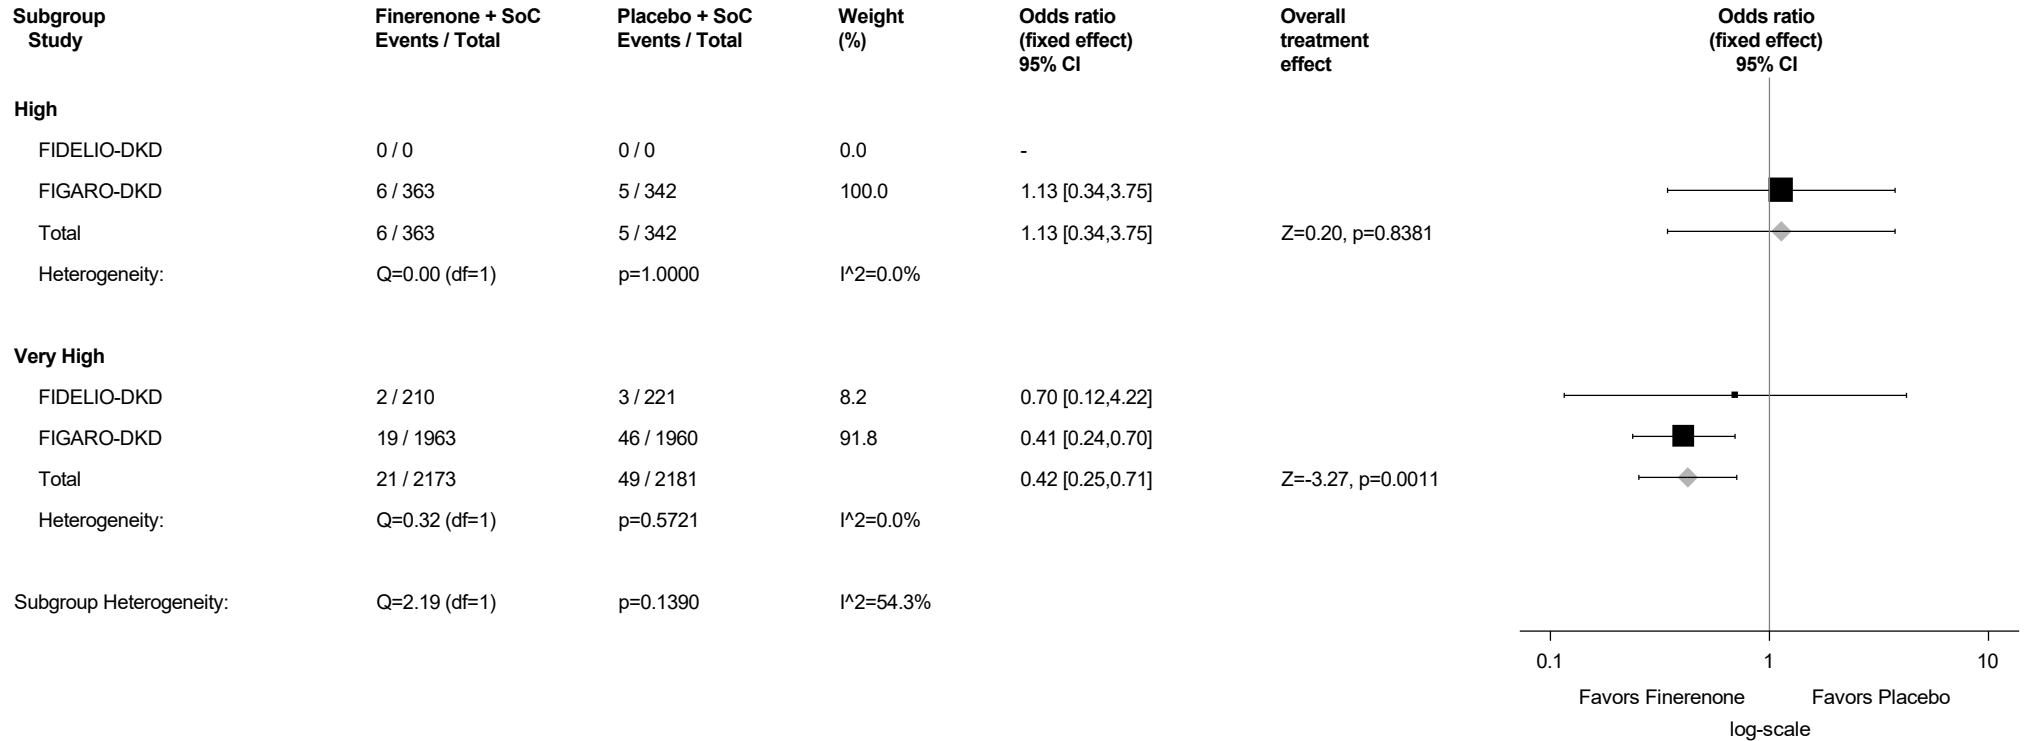 Subgroup Finerenone + SoC Placebo + SoC Weight Odds ratio Overall Odds ratio
Study Events / Total Events / Total (%) (fixed effect) treatment (fixed effect)
95% CI effect 95% CI
High
FIDELIO-DKD 0 / 0 0 / 0 0.0 -
FIGARO-DKD 6 / 363 5 / 342 100.0 1.13 [0.34,3.75]
Total 6 / 363 5 / 342 1.13 [0.34,3.75] Z=0.20, p=0.8381
Heterogeneity: Q=0.00 (df=1) p=1.0000 I^2=0.0%
Very High
FIDELIO-DKD 2 / 210 3 / 221 8.2 0.70 [0.12,4.22]
FIGARO-DKD 19 / 1963 46 / 1960 91.8 0.41 [0.24,0.70]
Total 21 / 2173 49 / 2181 0.42 [0.25,0.71] Z=-3.27, p=0.0011
Heterogeneity: Q=0.32 (df=1) p=0.5721 I^2=0.0%
Subgroup Heterogeneity: Q=2.19 (df=1) p=0.1390 I^2=54.3%
0.1 1 10
Favors Finerenone Favors Placebo
log-scale